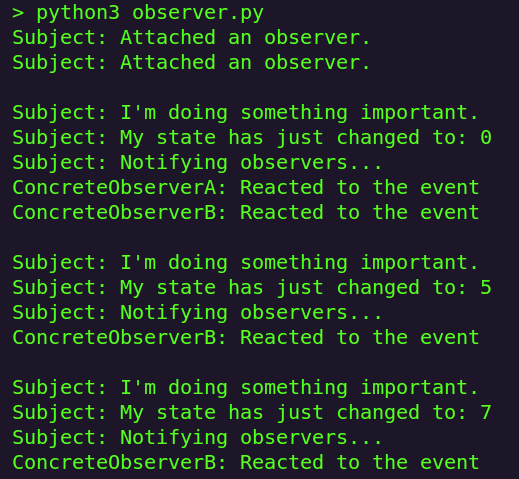 > python3 observer.py
Subject: Attached an observer.
Subject: Attached an observer.
Subject: I'm doing something important.
Subject: My state has just changed to: 0
Subject: Notifying observers...
ConcreteObserverA: Reacted to the event
ConcreteObserverB: Reacted to the event
Subject: I'm doing something important.
Subject: My state has just changed to: 5
Subject: Notifying observers...
ConcreteObserverB: Reacted to the event
Subject: I'm doing something important.
Subject: My state has just changed to: 7
Subject: Notifying observers...
ConcreteObserverB: Reacted to the event